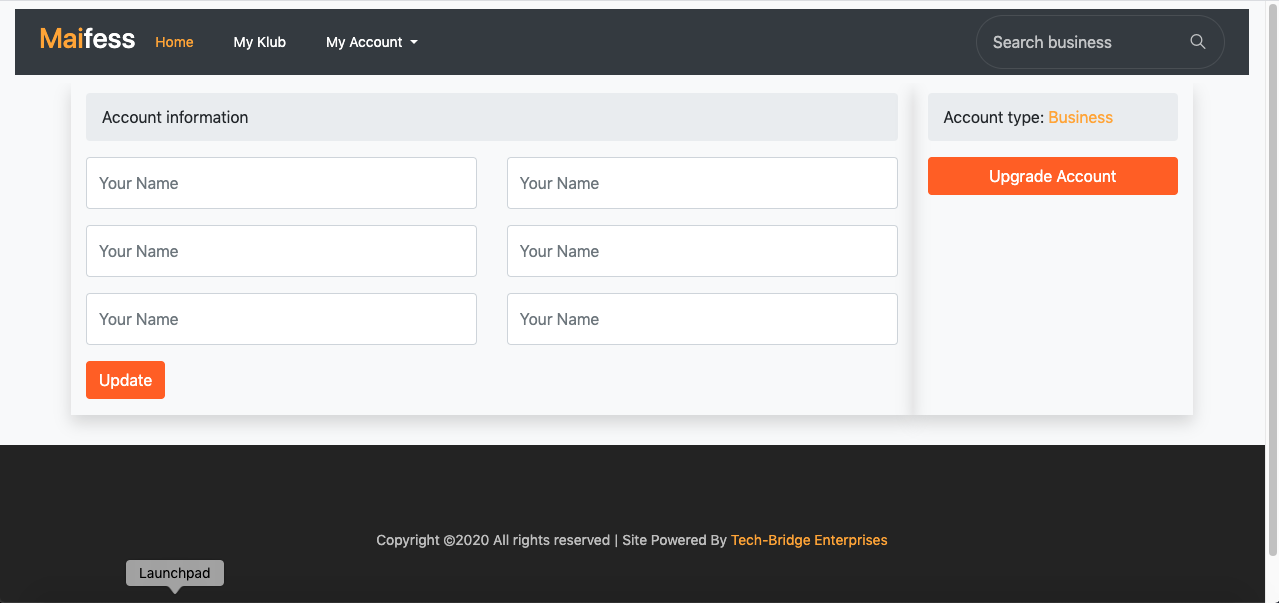 Maifess Home My Klub My Account Search business
Account information
Account type: Business
Your Name Your Name
Upgrade Account
Your Name Your Name
Your Name Your Name
Update
Copyright ©2020 All rights reserved | Site Powered By Tech-Bridge Enterprises
Launchpad